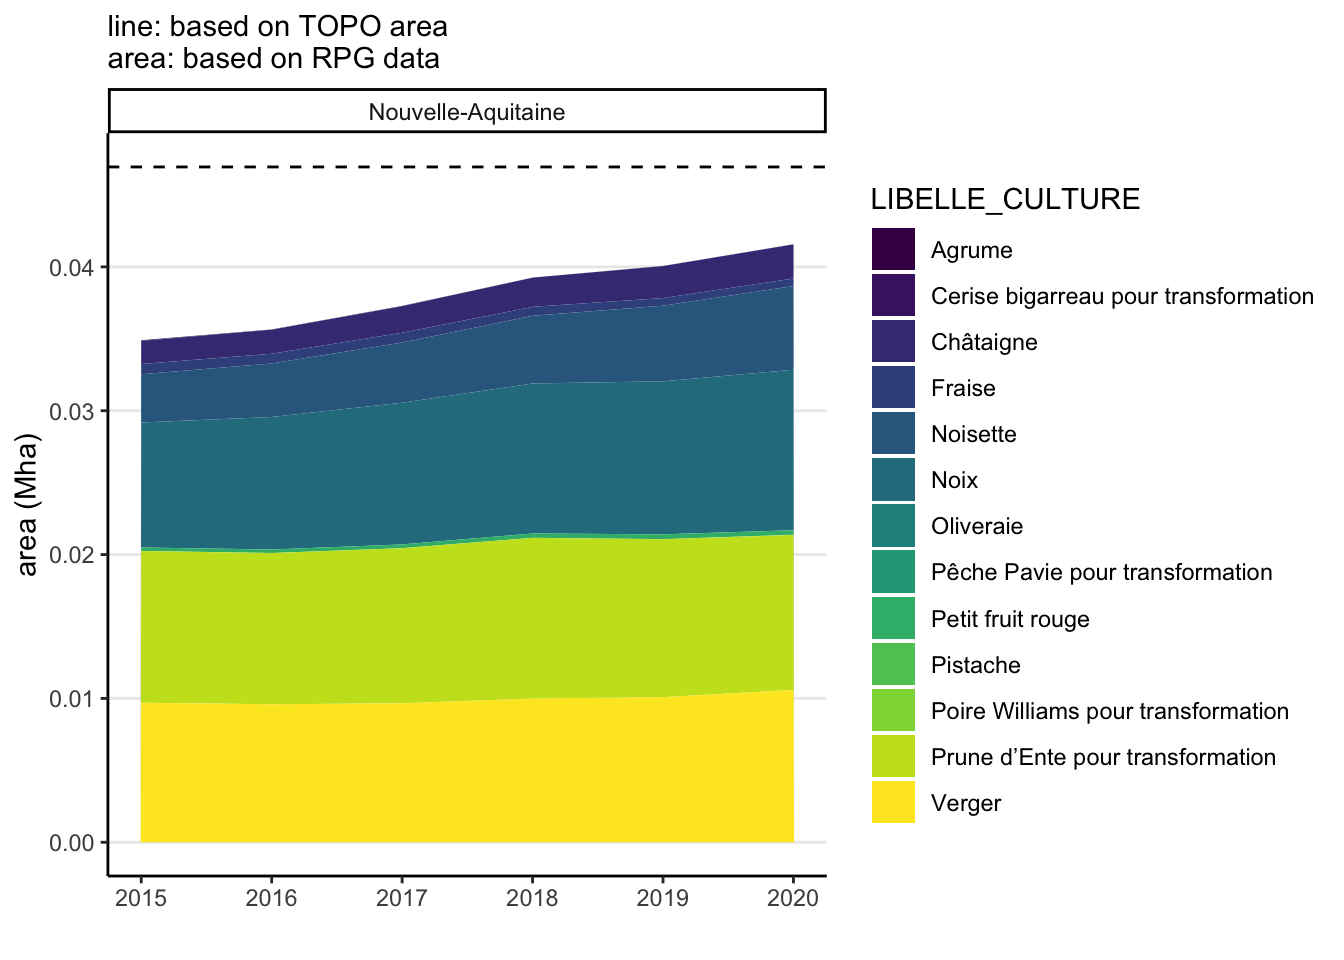 line: based on TOPO area
area: based on RPG data
Nouvelle-Aquitaine
area (Mha)
0.04
0.03
0.02
0.01
0.00
2015 2016 2017 2018 2019 2020
LIBELLE_CULTURE
Agrume
Cerise bigarreau pour transformation
Châtaigne
Fraise
Noisette
Noix
Oliveraie
Pêche Pavie pour transformation
Petit fruit rouge
Pistache
Poire Williams pour transformation
Prune d’Ente pour transformation
Verger